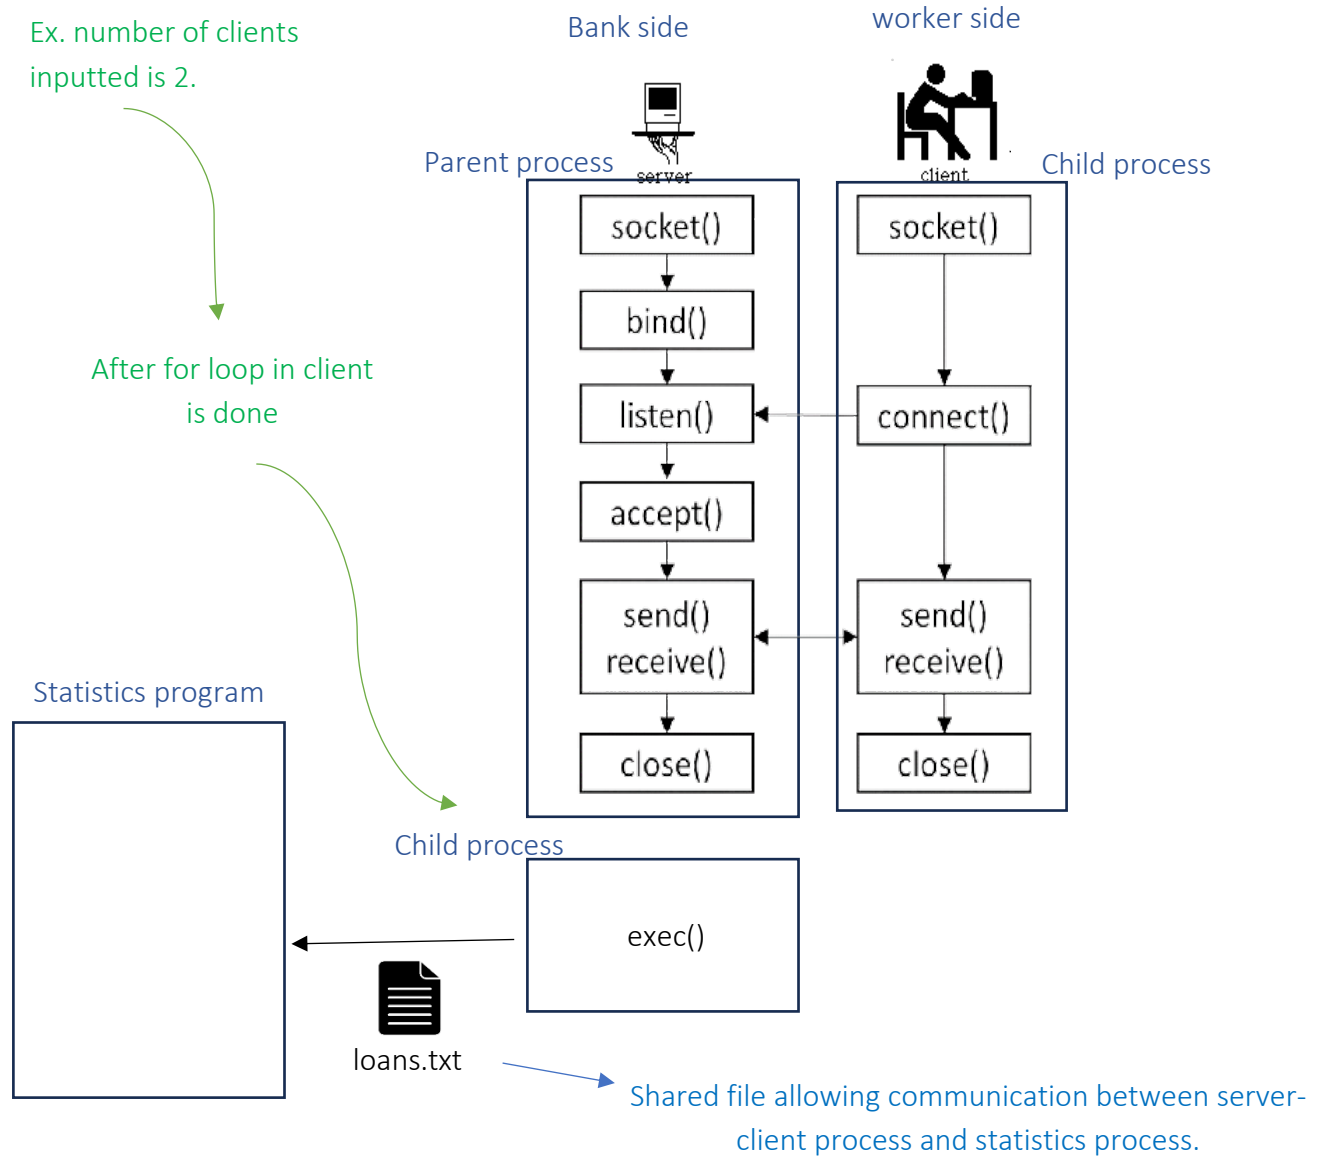 Ex. number of clients
inputted is 2.
Bank side
worker side
Parent process
server
client
Child process
socket()
socket()
bind()
After for loop in client
is done
listen()
connect()
accept()
send()
receive()
send()
receive()
Statistics program
close()
close()
Child process
exec()
loans.txt
Shared file allowing communication between server-
client process and statistics process.